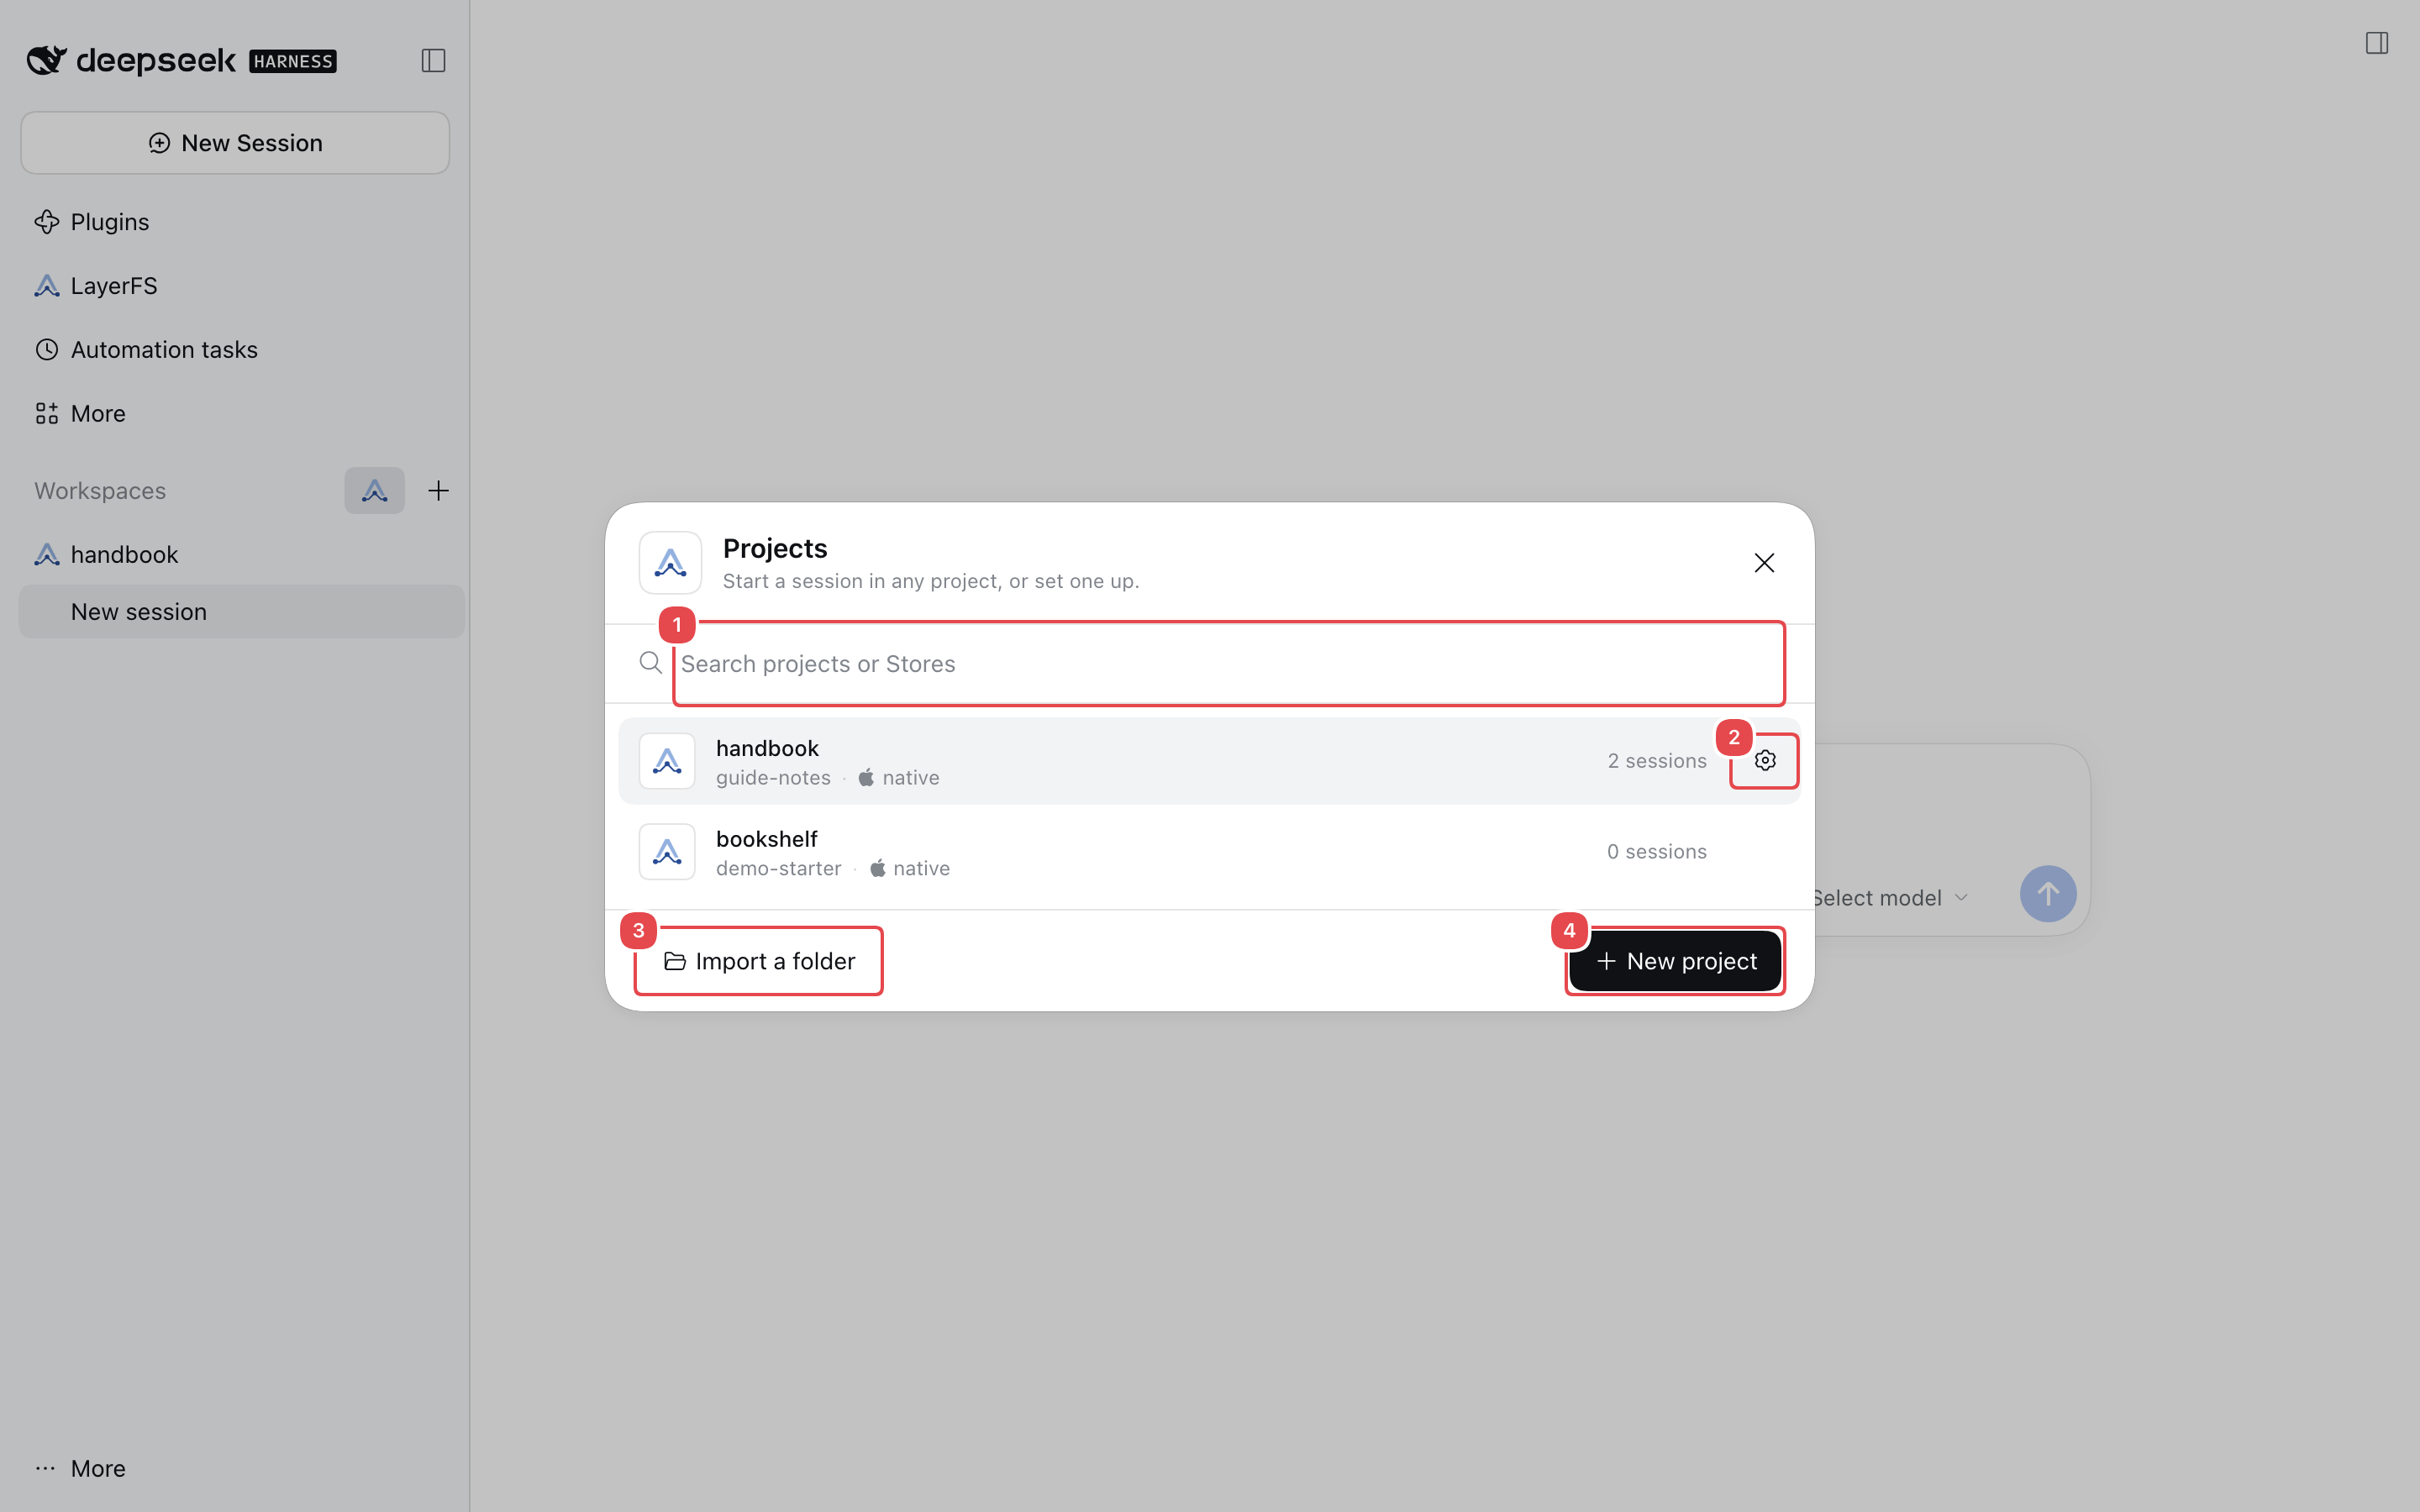 deepseek HARNESS
New Session
Plugins
LayerFS
Automation tasks
More
Workspaces
handbook
New session
More
Projects
Start a session in any project, or set one up.
1
Search projects or Stores
handbook
guide-notes · native
2 sessions
2
bookshelf
demo-starter · native
0 sessions
3
Import a folder
4
New project
Select model